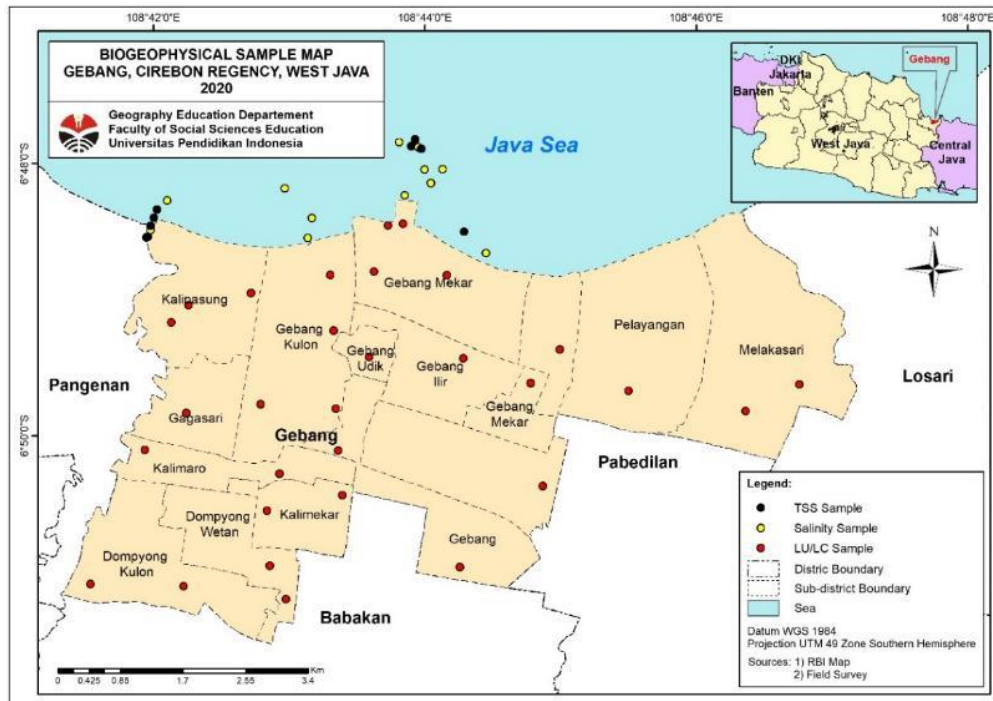 108°42'0"E 108°44'0"E 108°46'0"E 108°48'0"E
BIOGEOPHYSICAL SAMPLE MAP
GEBANG, CIREBON REGENCY, WEST JAVA
2020
Geography Education Departement
Faculty of Social Sciences Education
Universitas Pendidikan Indonesia
Java Sea
DKI
Jakarta
Banten
West Java
Central
Java
Gebang
6°48'0"S
N
Kalipasung
Gebang Mekar
Gebang
Kulon
Gebang
Udik
Gebang
Ilir
Pelayangan
Melakasari
Pangenan
Losari
Gagasari
Gebang
Mekar
6°50'0"S
Gebang
Pabedilan
Kalimaro
Dompyong
Wetan
Kalimekar
Gebang
Dompyong
Kulon
Babakan
Legend:
TSS Sample
Salinity Sample
LU/LC Sample
Distric Boundary
Sub-district Boundary
Sea
Datum WGS 1984
Projection UTM 49 Zone Southern Hemisphere
Sources: 1) RBI Map
2) Field Survey
Km
0 0.425 0.85 1.7 2.55 3.4